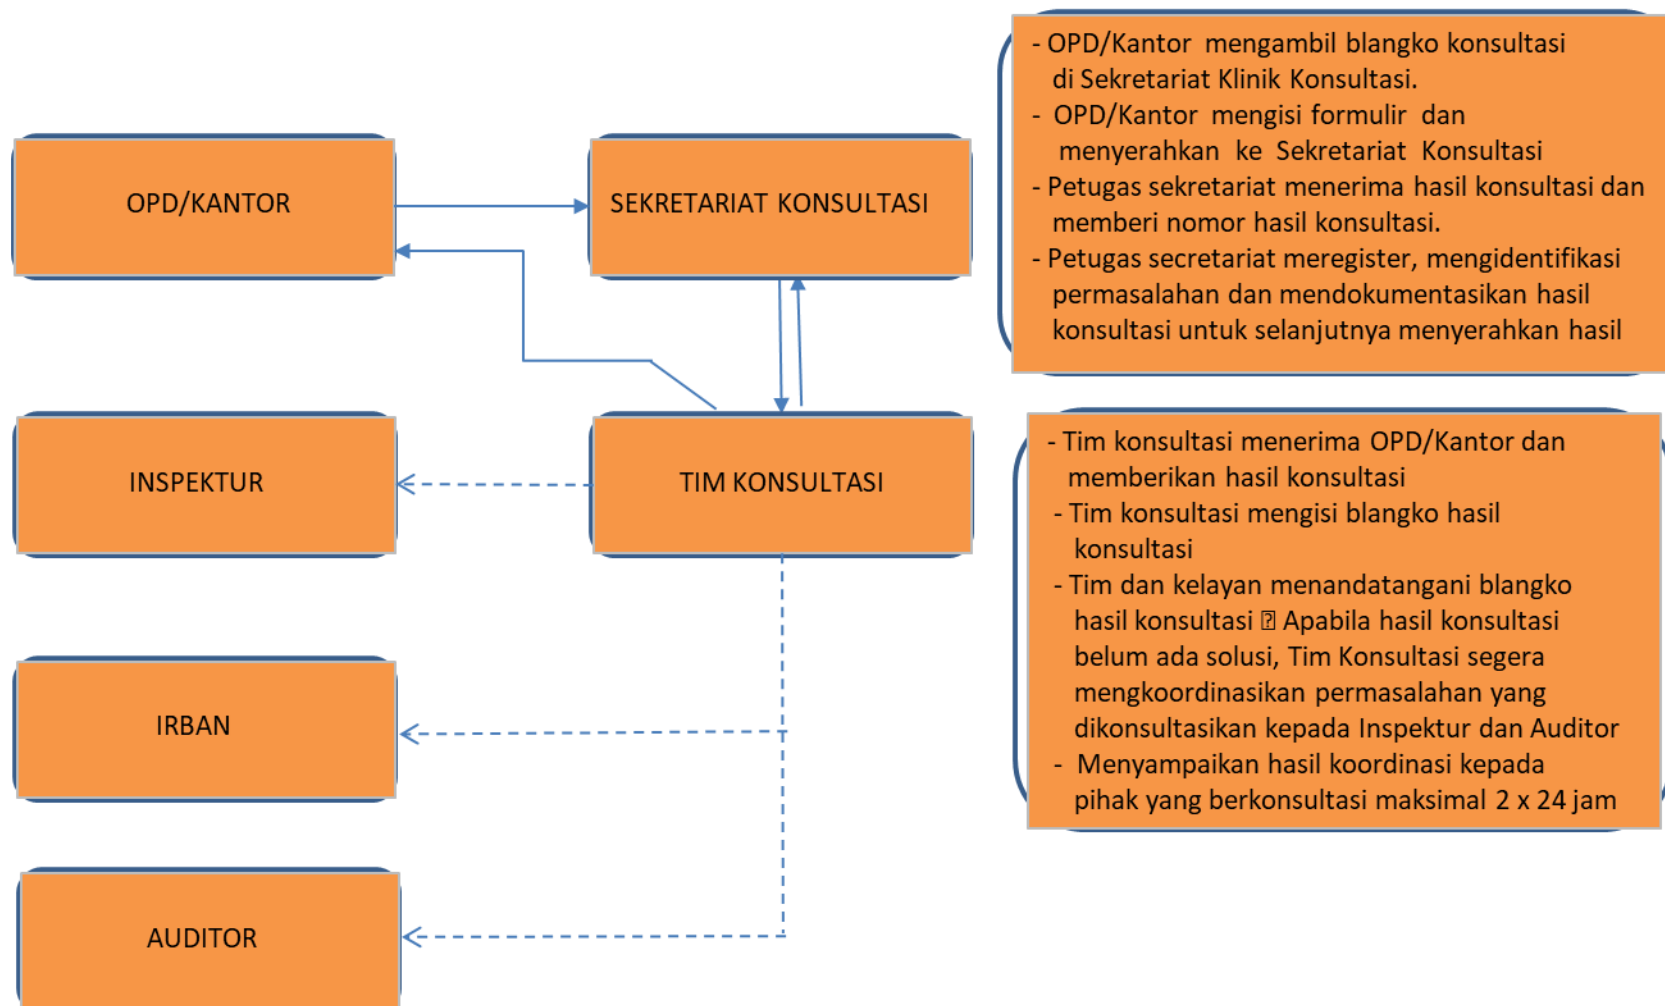 OPD/KANTOR
SEKRETARIAT KONSULTASI
INSPEKTUR
TIM KONSULTASI
IRBAN
AUDITOR
- OPD/Kantor mengambil blangko konsultasi
di Sekretariat Klinik Konsultasi.
- OPD/Kantor mengisi formulir dan
menyerahkan ke Sekretariat Konsultasi
- Petugas sekretariat menerima hasil konsultasi dan
memberi nomor hasil konsultasi.
- Petugas secretariat meregister, mengidentifikasi
permasalahan dan mendokumentasikan hasil
konsultasi untuk selanjutnya menyerahkan hasil
- Tim konsultasi menerima OPD/Kantor dan
memberikan hasil konsultasi
- Tim konsultasi mengisi blangko hasil
konsultasi
- Tim dan kelayan menandatangani blangko
hasil konsultasi ⍰ Apabila hasil konsultasi
belum ada solusi, Tim Konsultasi segera
mengkoordinasikan permasalahan yang
dikonsultasikan kepada Inspektur dan Auditor
- Menyampaikan hasil koordinasi kepada
pihak yang berkonsultasi maksimal 2 x 24 jam